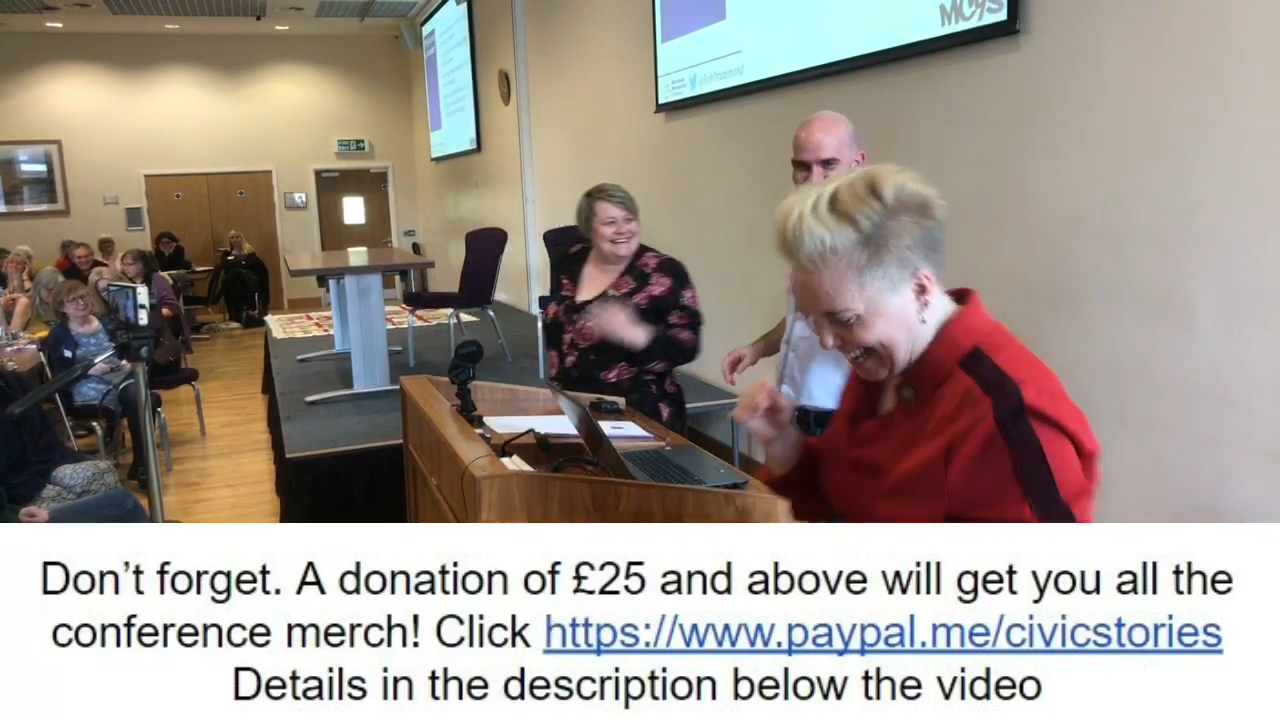 MCYS
Don't forget. A donation of £25 and above will get you all the
conference merch! Click https://www.paypal.me/civicstories
Details in the description below the video